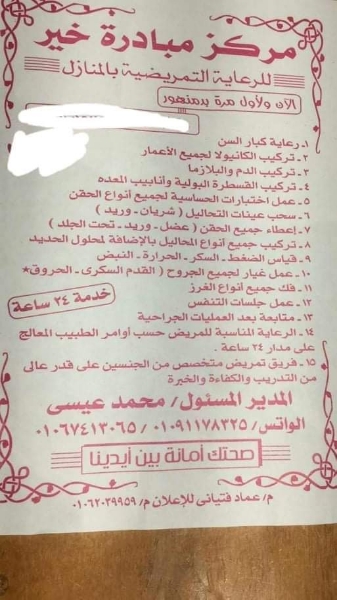 مركز مبادرة خير
للرعاية التمريضية بالمنازل
الآن ولأول مرة بدمنهور
١- رعاية كبار السن
٢- تركيب الكانيولا لجميع الأعمار
٣- تركيب الدم والبلازما
٤- تركيب القسطرة البولية وأنابيب المعده
٥- عمل اختبارات الحساسية لجميع أنواع الحقن
٦- سحب عينات التحاليل ( شريان - وريد )
٧- إعطاء جميع الحقن ( عضل - وريد - تحت الجلد )
٨- تركيب جميع أنواع المحاليل بالإضافة لمحلول الحديد
٩- قياس الضغط - السكر - الحرارة - النبض
١٠- عمل غيار لجميع الجروح ( القدم السكرى - الحروق*
١١- فك جميع أنواع الغرز
١٢- عمل جلسات التنفس
خدمة ٢٤ ساعة
١٣- متابعة بعد العمليات الجراحية
١٤- الرعاية المناسبة للمريض حسب أوامر الطبيب المعالج
على مدار ٢٤ ساعة .
١٥- فريق تمريض متخصص من الجنسين على قدر عالى
من التدريب والكفاءة والخبرة
المدير المسئول / محمد عيسى
الواتس / ٠١٠٩١١٧٨٣٢٥ / ٠١٠٦٧٤١٣٠٦٥
صحتك أمانة بين أيدينا
م/ عماد فتيانى للإعلان م/ ٠١٠٦٢٠٣٩٩٥٩